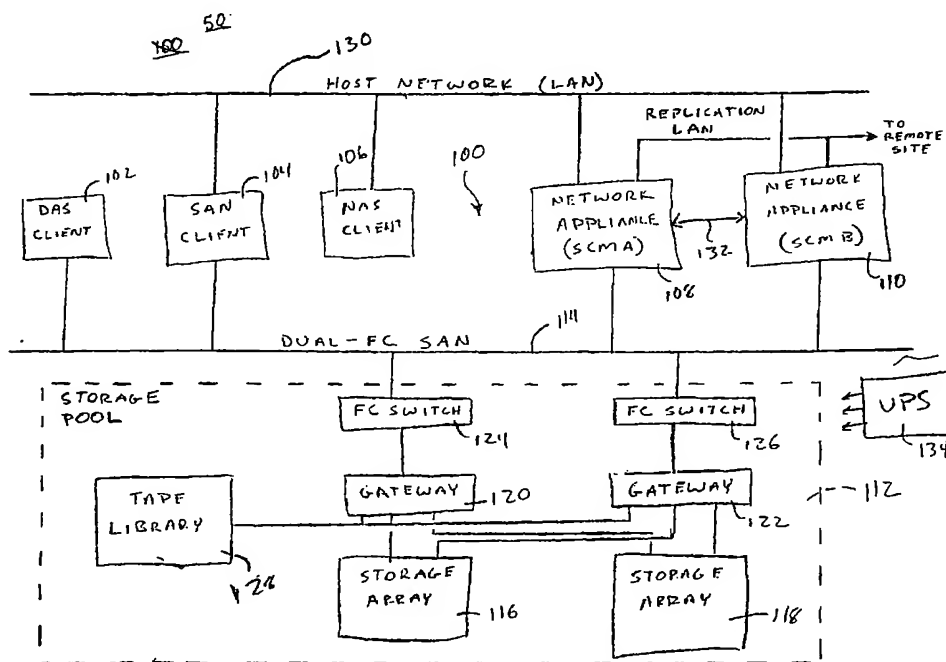 100 50
130
HOST NETWORK (LAN)
REPLICATION
LAN
TO
REMOTE
SITE
102
DAS
CLIENT
104
SAN
CLIENT
106
NAS
CLIENT
100
NETWORK
APPLIANCE
(SCMA)
108
132
NETWORK
APPLIANCE
(SCMB)
110
DUAL-FC SAN
114
STORAGE
POOL
FC SWITCH
124
FC SWITCH
126
UPS
134
TAPE
LIBRARY
128
GATEWAY
120
GATEWAY
122
112
STORAGE
ARRAY
116
STORAGE
ARRAY
118